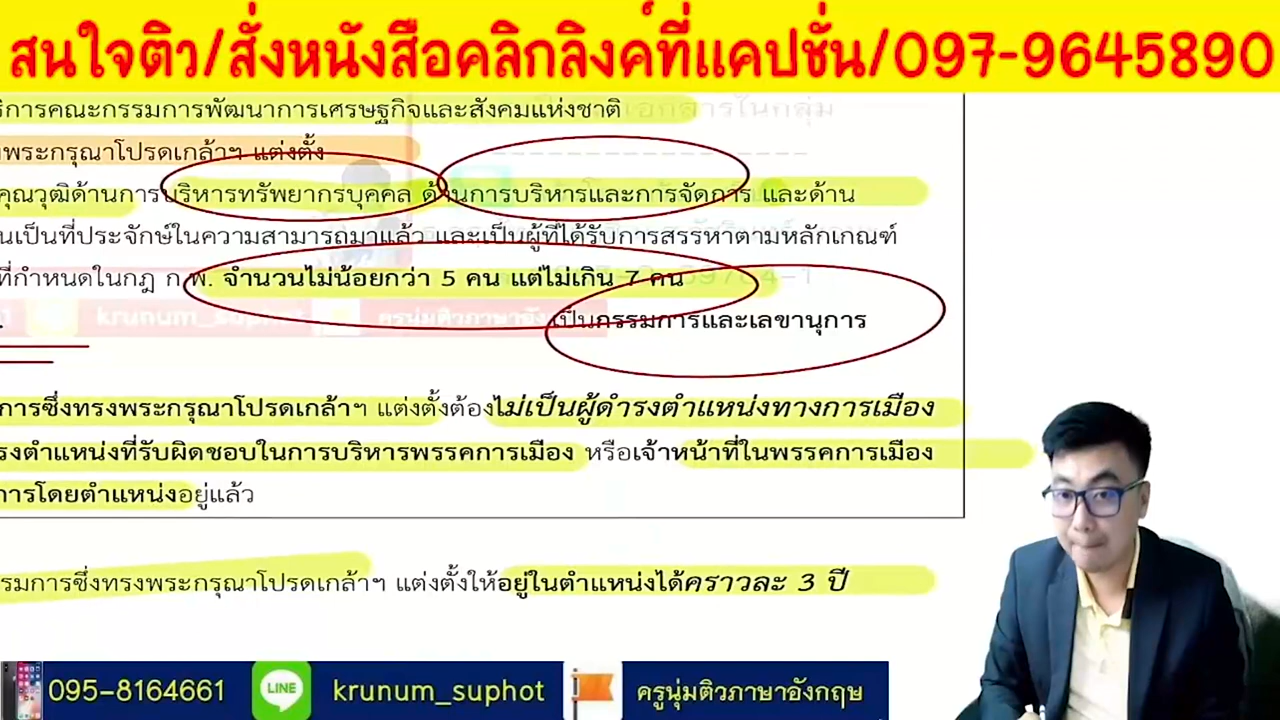 สนใจติว/สั่งหนังสือคลิกลิงค์ที่แคปชั่น/097-9645890
ธิการคณะกรรมการพัฒนาการเศรษฐกิจและสังคมแห่งชาติ
พระกรุณาโปรดเกล้าฯ แต่งตั้ง
คุณวุฒิด้านการบริหารทรัพยากรบุคคล ด้านการบริหารและการจัดการ และด้าน
นเป็นที่ประจักษ์ในความสามารถมาแล้ว และเป็นผู้ที่ได้รับการสรรหาตามหลักเกณฑ์
ที่กำหนดในกฎ ก.พ. จำนวนไม่น้อยกว่า 5 คน แต่ไม่เกิน 7 คน
เป็นกรรมการและเลขานุการ
krunum_suphot
การซึ่งทรงพระกรุณาโปรดเกล้าฯ แต่งตั้งต้องไม่เป็นผู้ดำรงตำแหน่งทางการเมือง
รงตำแหน่งที่รับผิดชอบในการบริหารพรรคการเมือง หรือเจ้าหน้าที่ในพรรคการเมือง
การโดยตำแหน่งอยู่แล้ว
รมการซึ่งทรงพระกรุณาโปรดเกล้าฯ แต่งตั้งให้อยู่ในตำแหน่งได้คราวละ 3 ปี
095-8164661 LINE krunum_suphot ครูนุ่มติวภาษาอังกฤษ